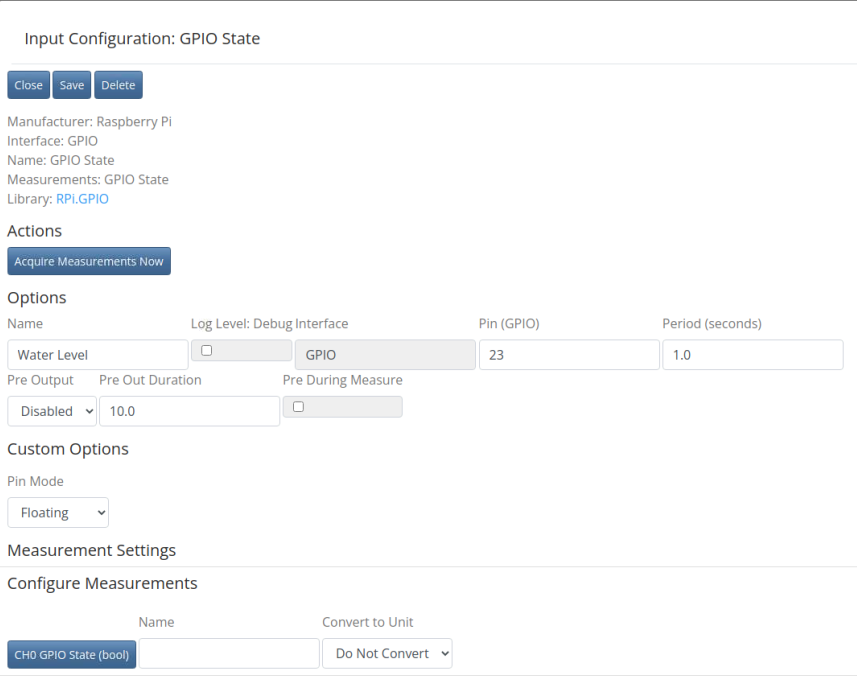 Input Configuration: GPIO State
Close Save Delete
Manufacturer: Raspberry Pi
Interface: GPIO
Name: GPIO State
Measurements: GPIO State
Library: RPi.GPIO
Actions
Acquire Measurements Now
Options
Name Log Level: Debug Interface Pin (GPIO) Period (seconds)
Water Level GPIO 23 1.0
Pre Output Pre Out Duration Pre During Measure
Disabled 10.0
Custom Options
Pin Mode
Floating
Measurement Settings
Configure Measurements
Name Convert to Unit
CH0 GPIO State (bool) Do Not Convert